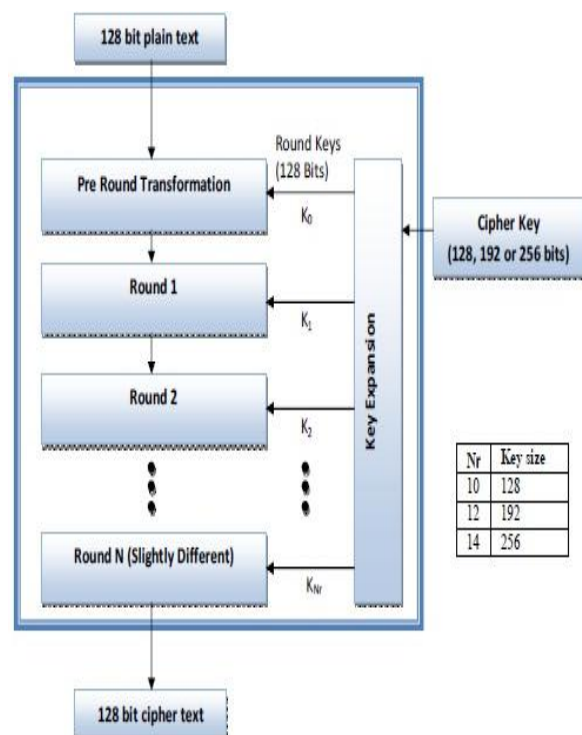 128 bit plain text
Round Keys
(128 Bits)
Pre Round Transformation
K0
Cipher Key
(128, 192 or 256 bits)
Round 1
K1
Key Expansion
Round 2
K2
Nr Key size
10 128
12 192
14 256
Round N (Slightly Different)
KNr
128 bit cipher text